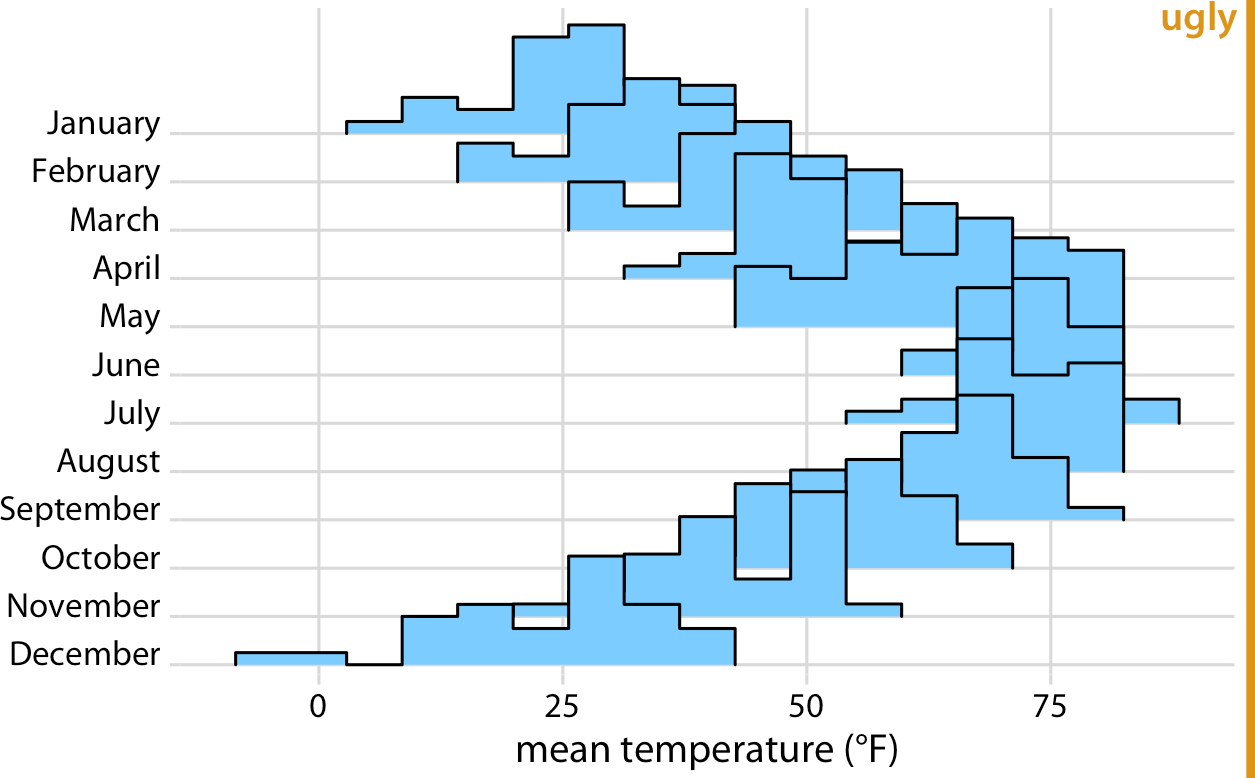 ugly
January
February
March
April
May
June
July
August
September
October
November
December
0 25 50 75
mean temperature (°F)